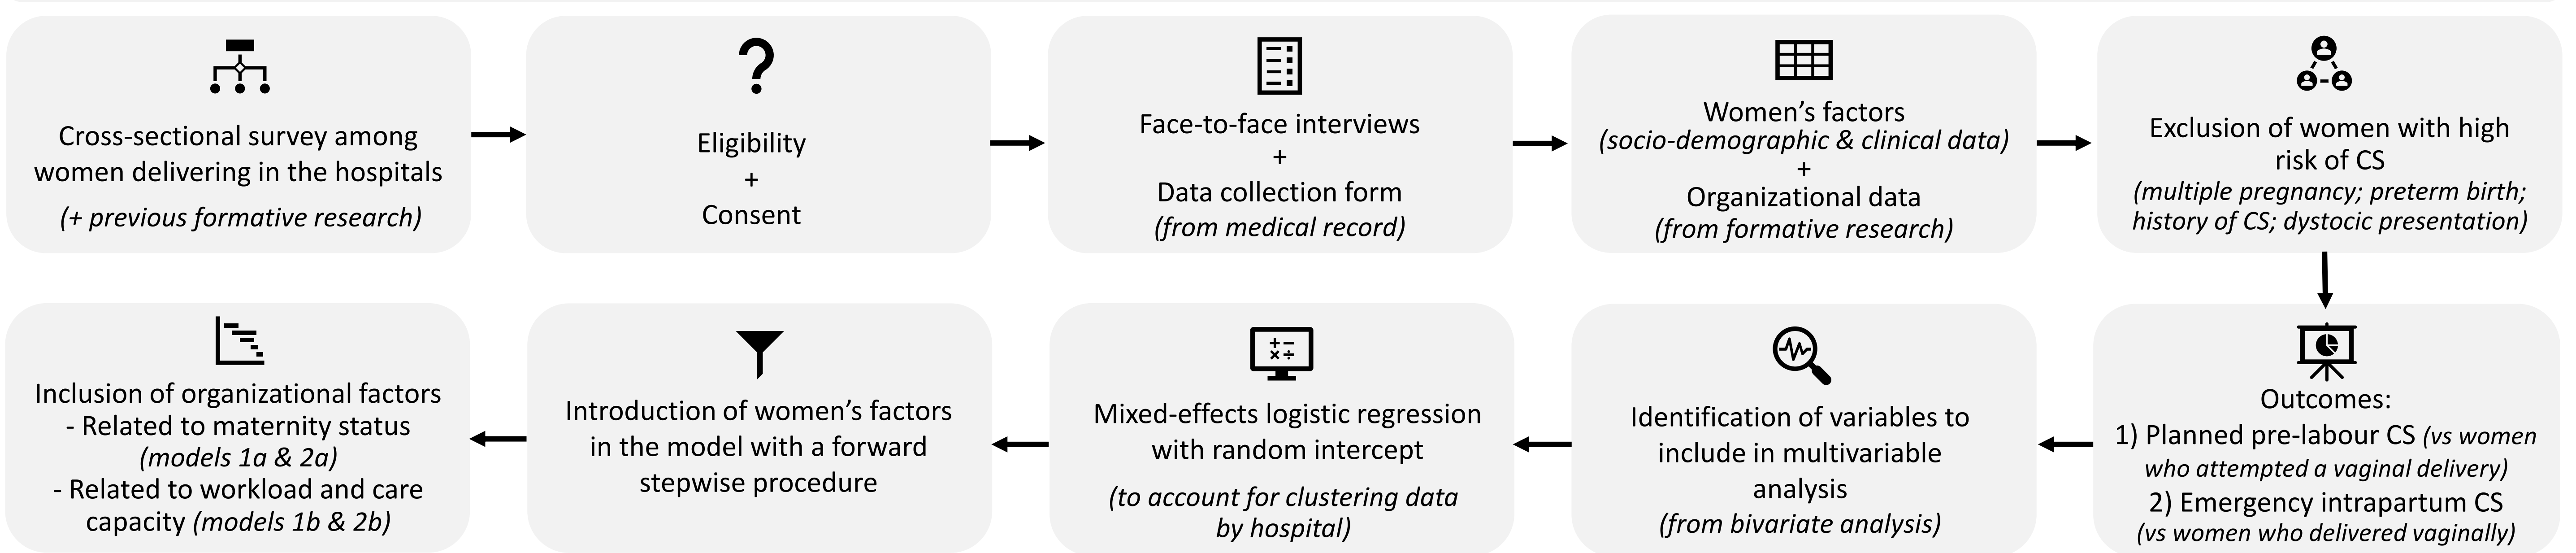 Cross-sectional survey among
women delivering in the hospitals
(+ previous formative research)
Eligibility
+
Consent
Face-to-face interviews
+
Data collection form
(from medical record)
Women’s factors
(socio-demographic & clinical data)
+
Organizational data
(from formative research)
Exclusion of women with high
risk of CS
(multiple pregnancy; preterm birth;
history of CS; dystocic presentation)
Outcomes:
1) Planned pre-labour CS (vs women
who attempted a vaginal delivery)
2) Emergency intrapartum CS
(vs women who delivered vaginally)
Identification of variables to
include in multivariable
analysis
(from bivariate analysis)
Mixed-effects logistic regression
with random intercept
(to account for clustering data
by hospital)
Introduction of women’s factors
in the model with a forward
stepwise procedure
Inclusion of organizational factors
- Related to maternity status
(models 1a & 2a)
- Related to workload and care
capacity (models 1b & 2b)